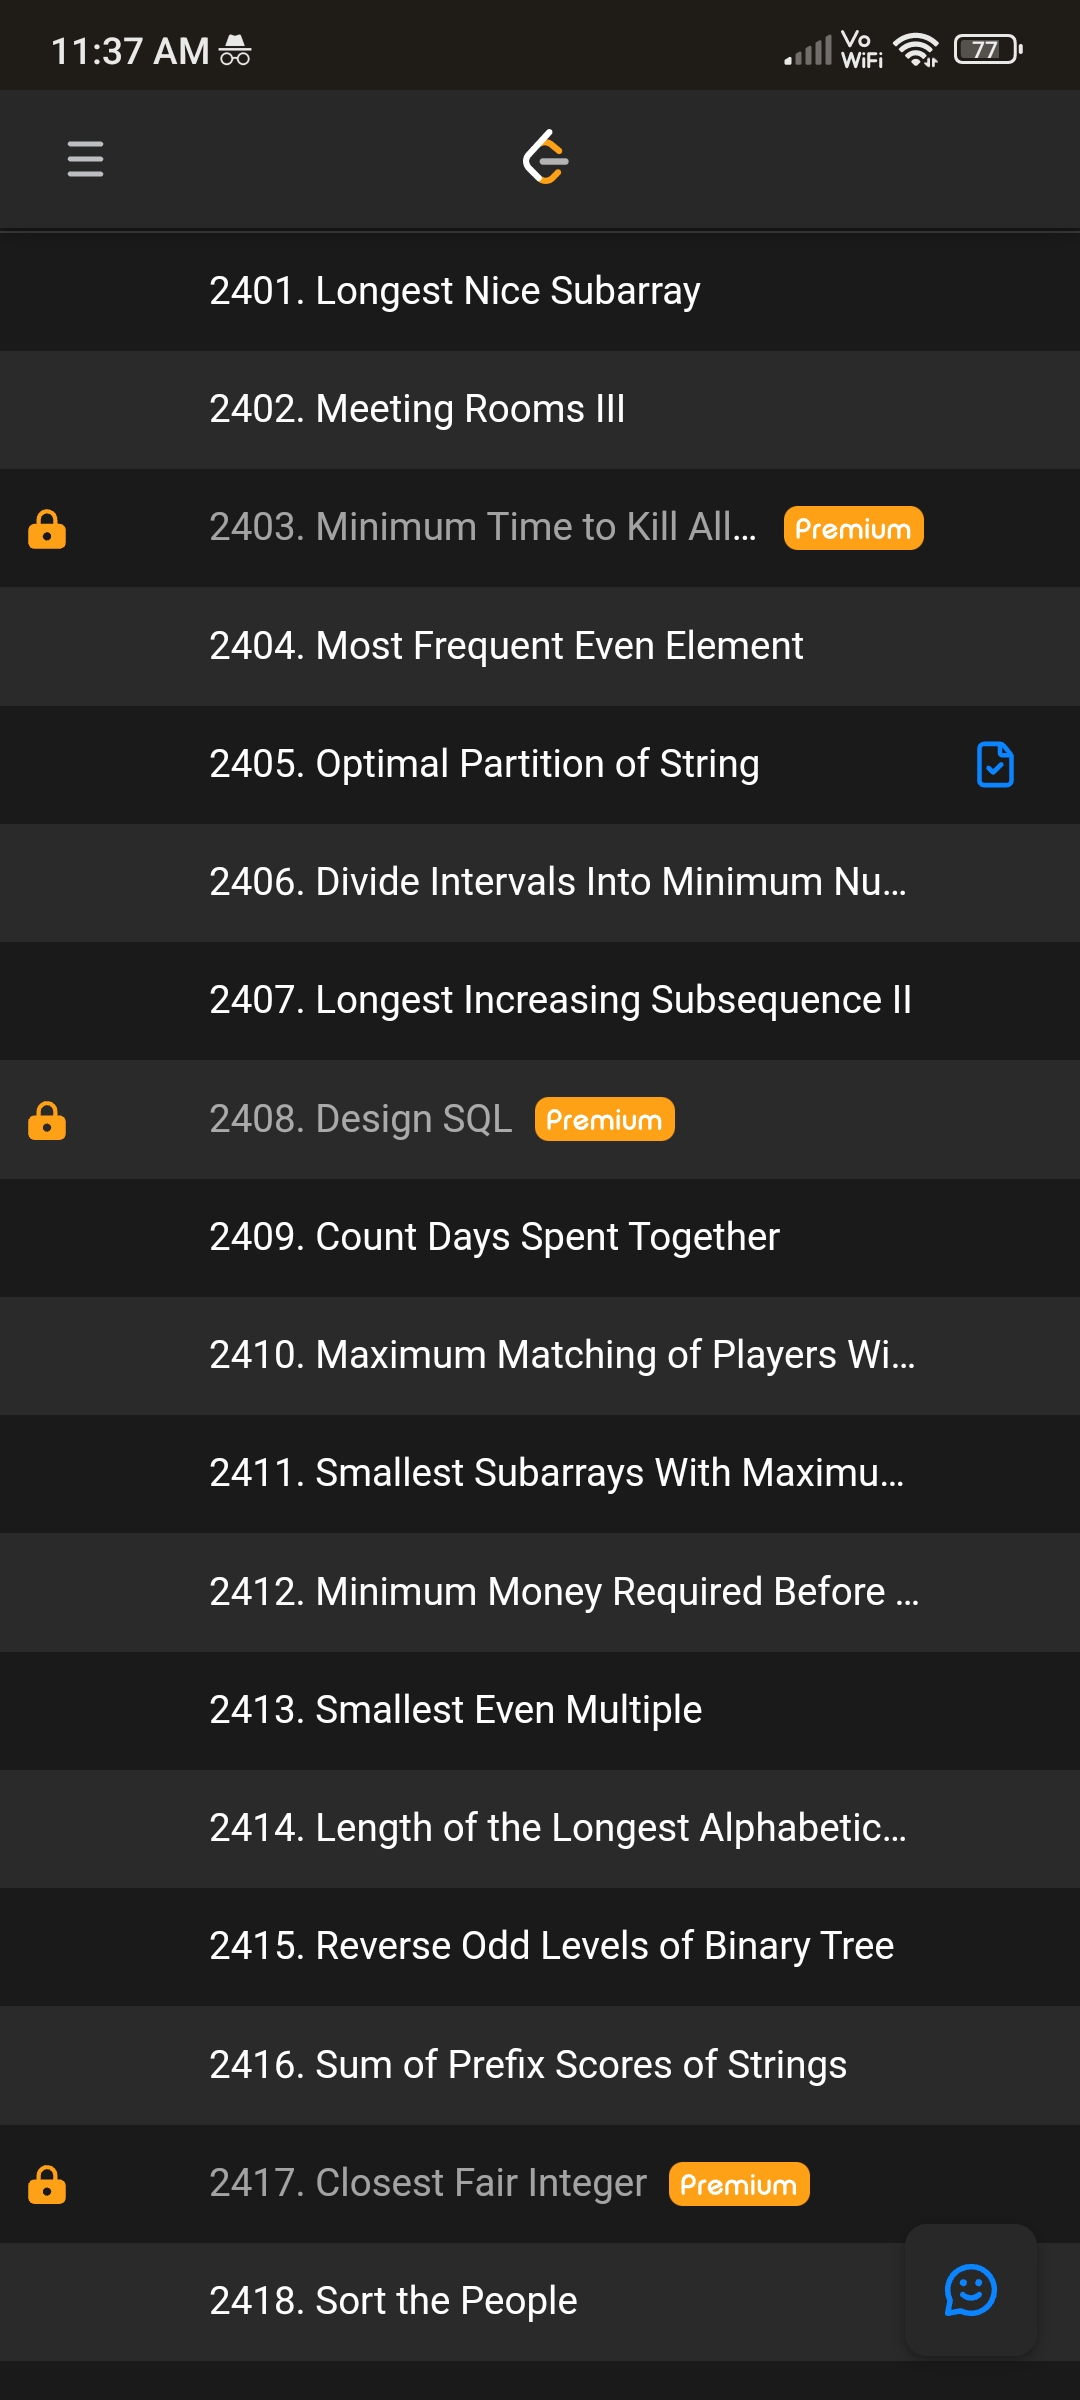 11:37 AM
Vo WiFi
77
2401. Longest Nice Subarray
2402. Meeting Rooms III
2403. Minimum Time to Kill All... Premium
2404. Most Frequent Even Element
2405. Optimal Partition of String
2406. Divide Intervals Into Minimum Nu...
2407. Longest Increasing Subsequence II
2408. Design SQL Premium
2409. Count Days Spent Together
2410. Maximum Matching of Players Wi...
2411. Smallest Subarrays With Maximu...
2412. Minimum Money Required Before ...
2413. Smallest Even Multiple
2414. Length of the Longest Alphabetic...
2415. Reverse Odd Levels of Binary Tree
2416. Sum of Prefix Scores of Strings
2417. Closest Fair Integer Premium
2418. Sort the People